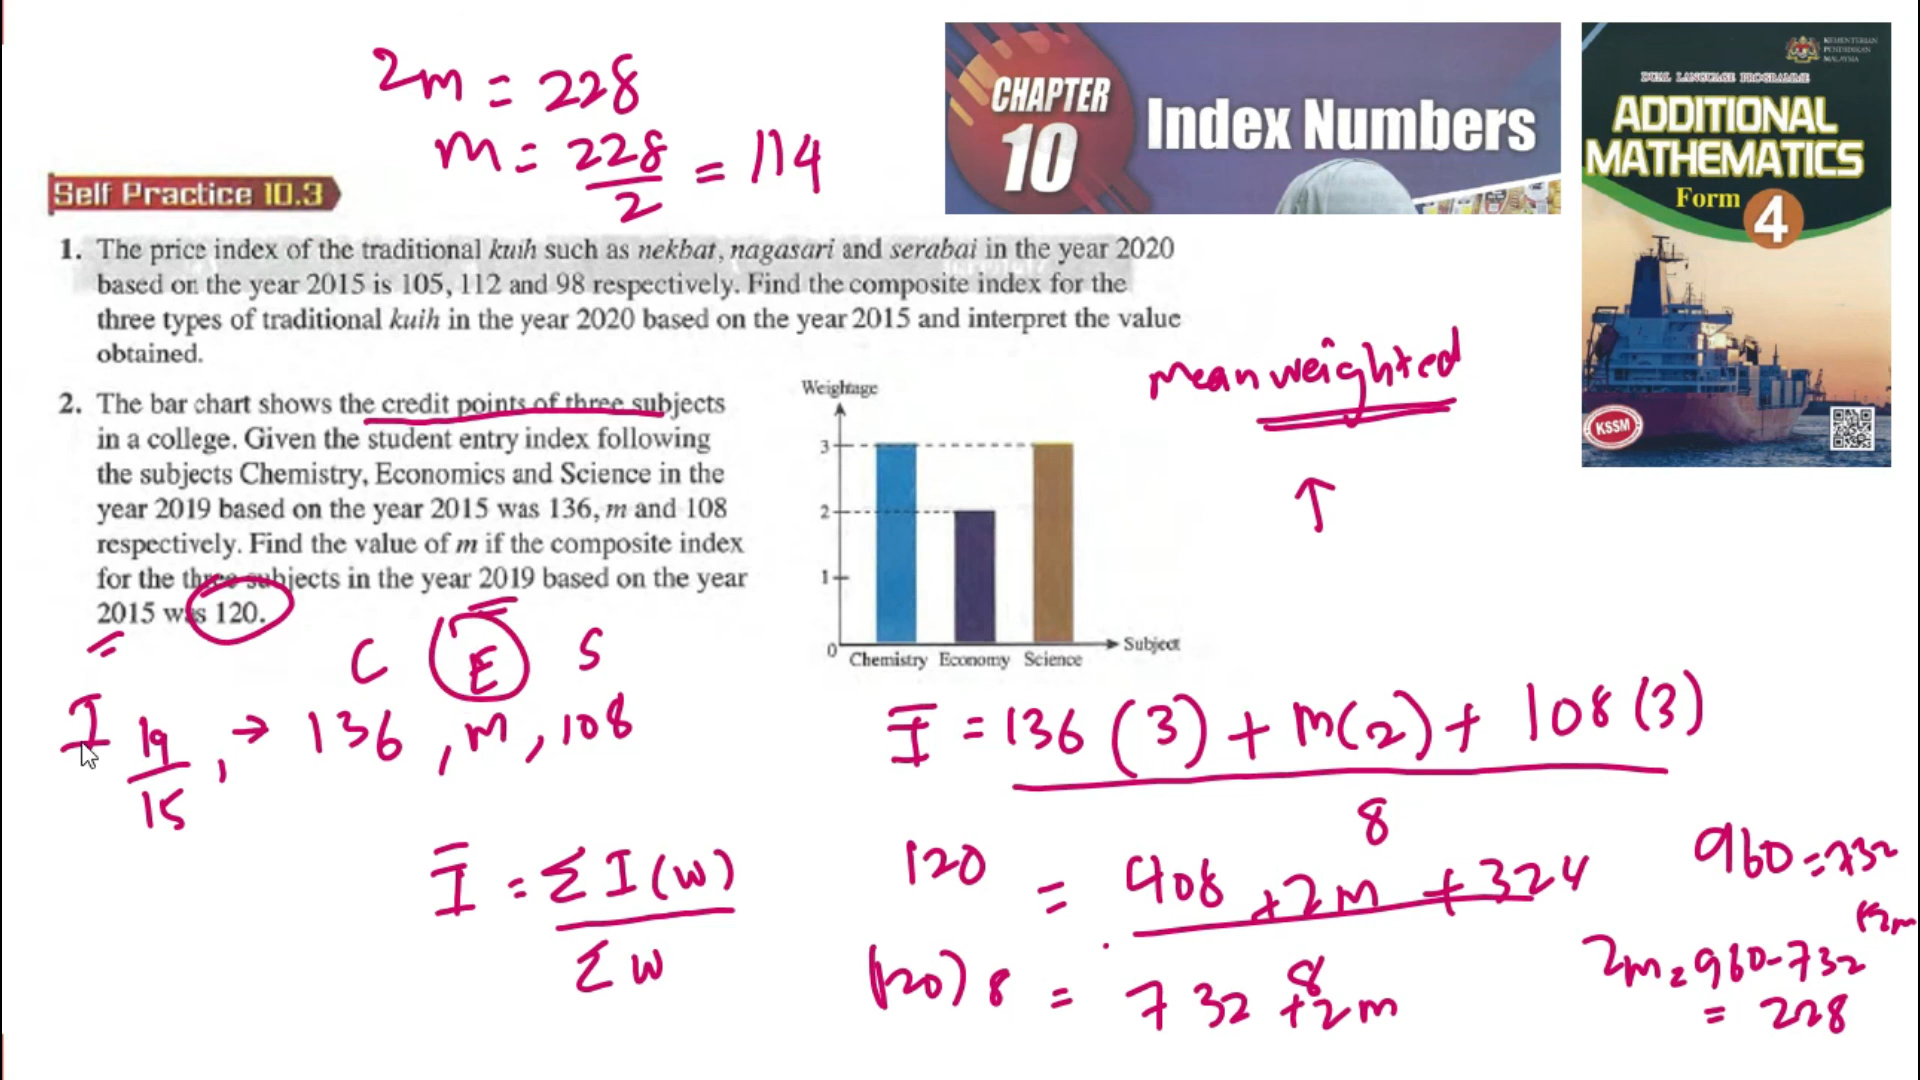 2m = 228
m = 228/2 = 114
CHAPTER
10
Index Numbers
KEMENTERIAN
PENDIDIKAN
MALAYSIA
DUAL LANGUAGE PROGRAMME
ADDITIONAL
MATHEMATICS
Form 4
KSSM
Self Practice 10.3
1. The price index of the traditional kuih such as nekbat, nagasari and serabai in the year 2020
based on the year 2015 is 105, 112 and 98 respectively. Find the composite index for the
three types of traditional kuih in the year 2020 based on the year 2015 and interpret the value
obtained.
2. The bar chart shows the credit points of three subjects
in a college. Given the student entry index following
the subjects Chemistry, Economics and Science in the
year 2019 based on the year 2015 was 136, m and 108
respectively. Find the value of m if the composite index
for the three subjects in the year 2019 based on the year
2015 was 120.
Weightage
3
2
1
0
Chemistry Economy Science
Subject
mean weighted
C E S
I 19/15, → 136, m, 108
Ī = ΣI(w)
Σw
Ī = 136 (3) + m(2) + 108 (3)
8
120 = 408 + 2m + 324
8
(120) 8 = 732 + 2m
960 = 732
+2m
2m = 960 - 732
= 228